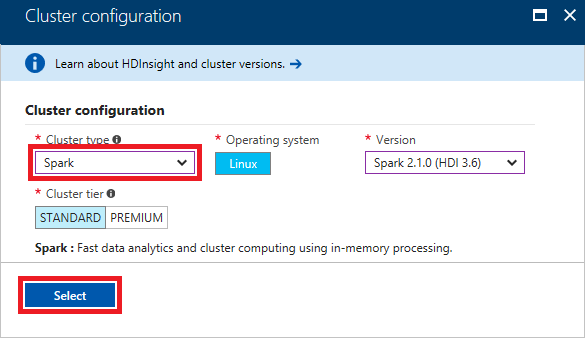 Cluster configuration
Learn about HDInsight and cluster versions. →
Cluster configuration
* Cluster type * Operating system * Version
Spark Linux Spark 2.1.0 (HDI 3.6)
* Cluster tier
STANDARD PREMIUM
Spark : Fast data analytics and cluster computing using in-memory processing.
Select